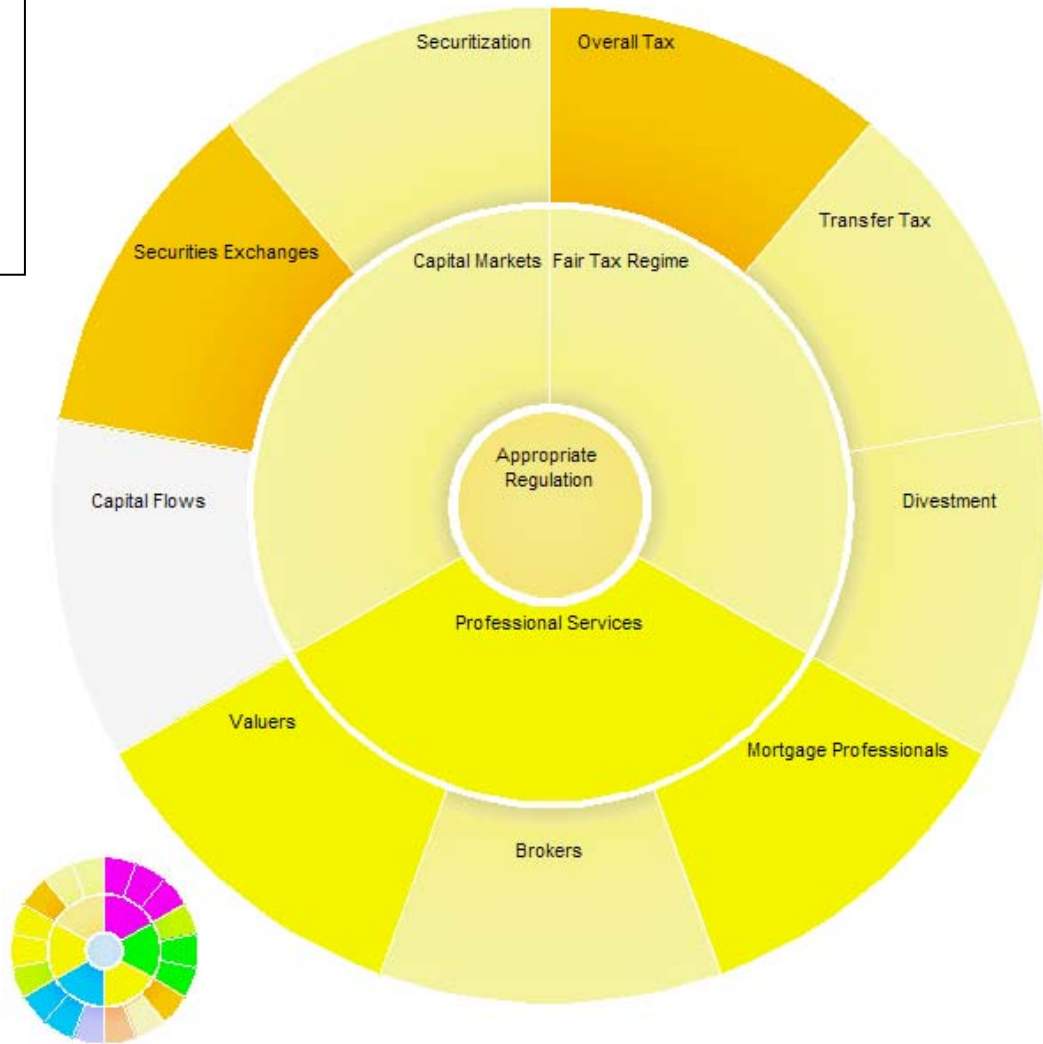 Securitization
Overall Tax
Transfer Tax
Securities Exchanges
Capital Markets
Fair Tax Regime
Appropriate
Regulation
Capital Flows
Divestment
Professional Services
Valuers
Mortgage Professionals
Brokers